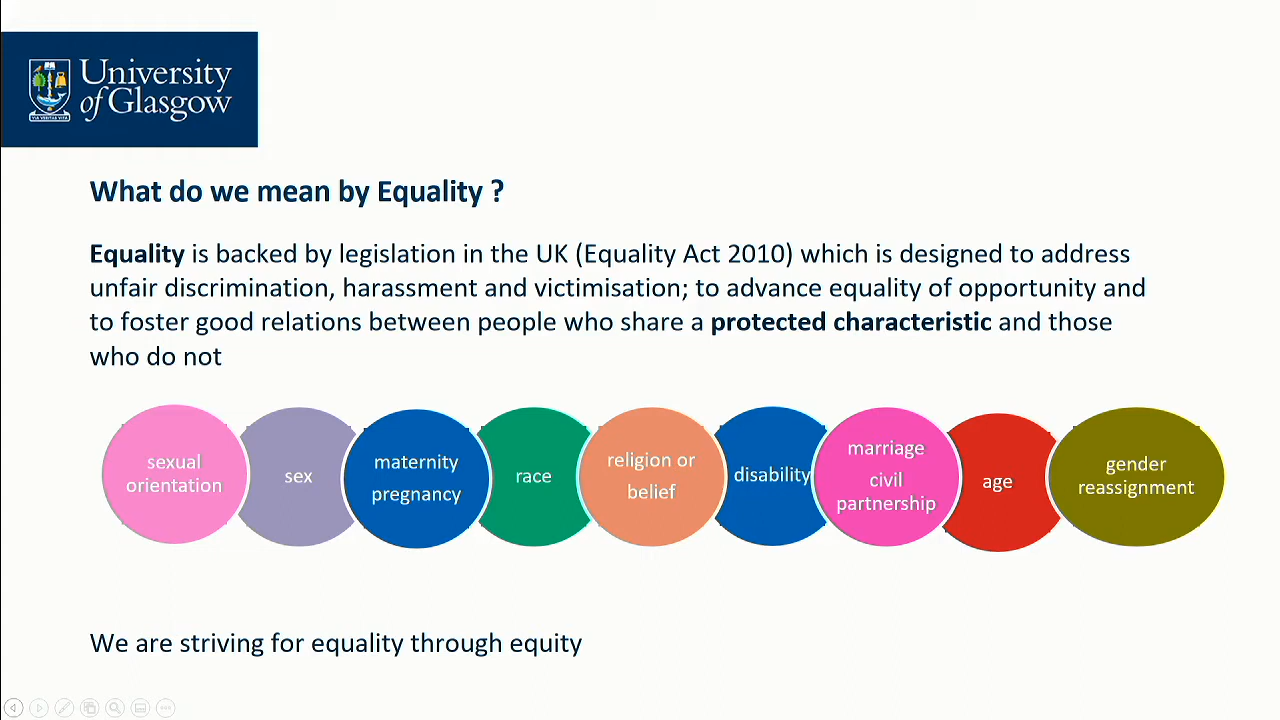 University
of Glasgow
VIA VERITAS VITA
What do we mean by Equality ?
Equality is backed by legislation in the UK (Equality Act 2010) which is designed to address
unfair discrimination, harassment and victimisation; to advance equality of opportunity and
to foster good relations between people who share a protected characteristic and those
who do not
sexual
orientation
sex
maternity
pregnancy
race
religion or
belief
disability
marriage
civil
partnership
age
gender
reassignment
We are striving for equality through equity